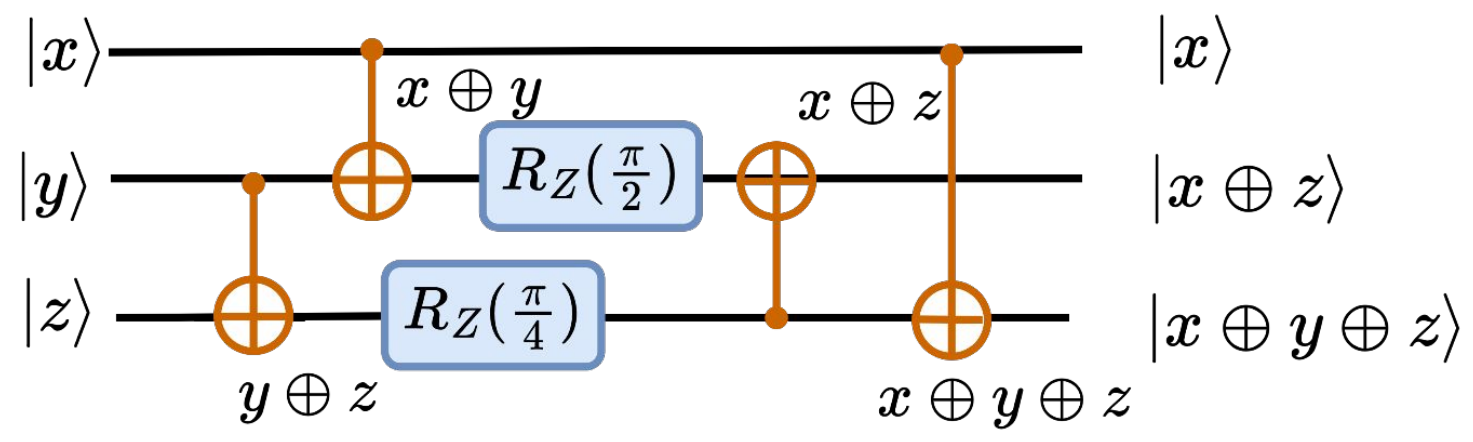 |x⟩ x ⊕ y x ⊕ z |x⟩
|y⟩ R_Z(π/2) |x ⊕ z⟩
|z⟩ R_Z(π/4) |x ⊕ y ⊕ z⟩
y ⊕ z x ⊕ y ⊕ z